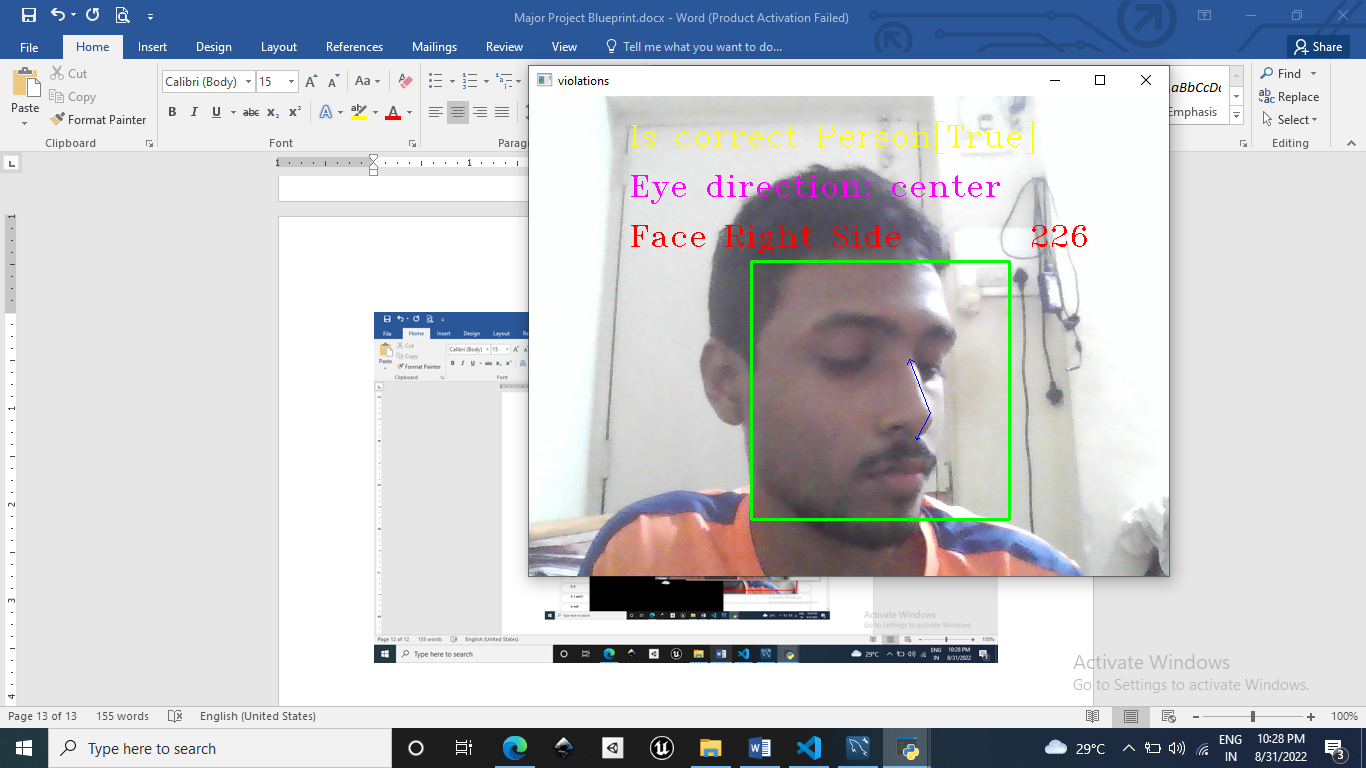 Major Project Blueprint.docx - Word (Product Activation Failed)
File Home Insert Design Layout References Mailings Review View Tell me what you want to do... Share
Paste
Cut
Copy
Format Painter
Clipboard
Calibri (Body) 15
Font
Paragr
aBbCcDc
Emphasis
Find
Replace
Select
Editing
violations
Is correct Person[True]
Eye direction: center
Face Right Side 226
File Home Insert Design Layout
Cut
Copy
Paste
Format Painter
Clipboard
Calibri (Body) 15
Font
Activate Windows
Go to Settings to activate Windows.
Page 12 of 12 155 words English (United States) 100%
Type here to search 29°C ENG IN 10:28 PM 8/31/2022
Activate Windows
Go to Settings to activate Windows.
Page 13 of 13 155 words English (United States) 100%
Type here to search 29°C ENG IN 10:28 PM 8/31/2022 3